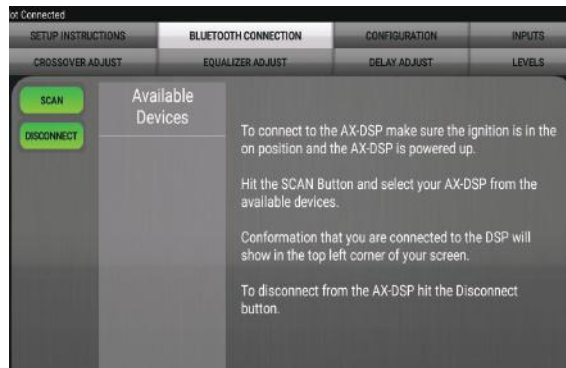 ot Connected
SETUP INSTRUCTIONS BLUETOOTH CONNECTION CONFIGURATION INPUTS
CROSSOVER ADJUST EQUALIZER ADJUST DELAY ADJUST LEVELS
SCAN
DISCONNECT
Available
Devices
To connect to the AX-DSP make sure the ignition is in the
on position and the AX-DSP is powered up.
Hit the SCAN Button and select your AX-DSP from the
available devices.
Conformation that you are connected to the DSP will
show in the top left corner of your screen.
To disconnect from the AX-DSP hit the Disconnect
button.